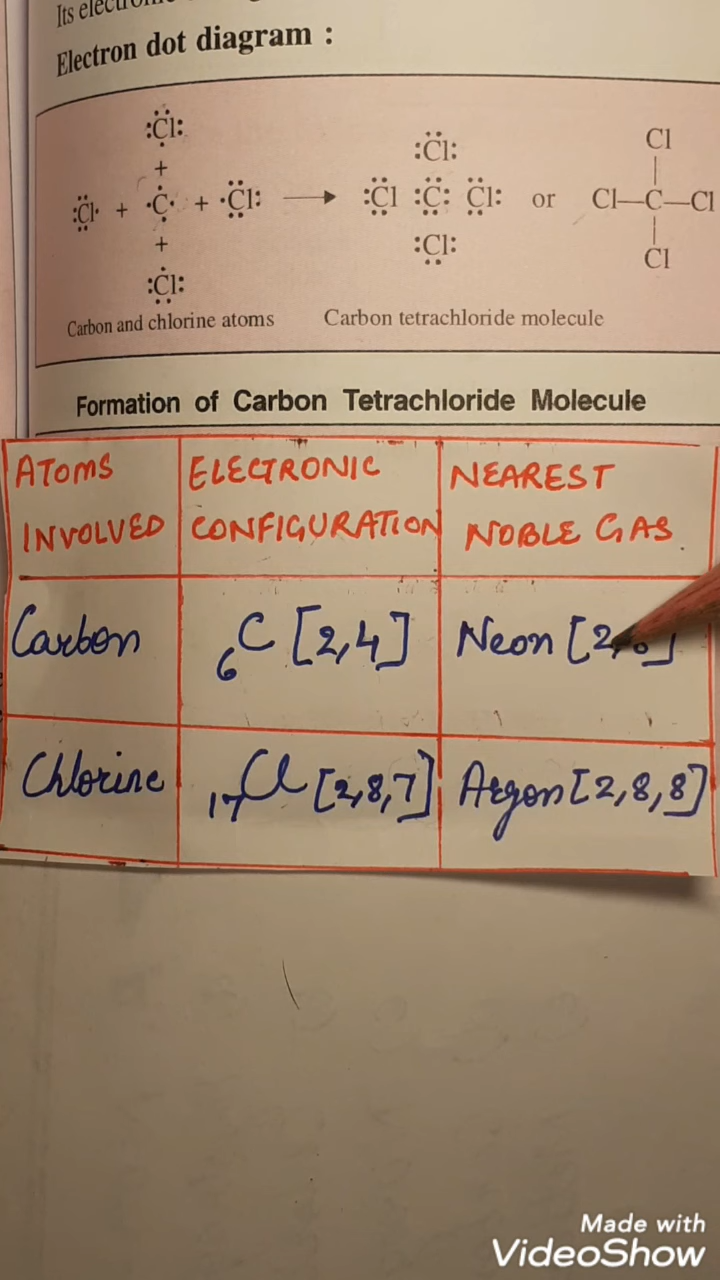 Its electro
Electron dot diagram :
:Cl:
+
:Cl· + ·C· + ·Cl: → :Cl :C: Cl: or Cl—C—Cl
:Cl:
Cl
+
:Cl:
:Cl:
Cl
Carbon and chlorine atoms Carbon tetrachloride molecule
Formation of Carbon Tetrachloride Molecule
ATOMS INVOLVED ELECTRONIC CONFIGURATION NEAREST NOBLE GAS.
Carbon ₆C [2,4] Neon [2,
Chlorine ₁₇Cl [2,8,7] Argon [2,8,8]
Made with
VideoShow